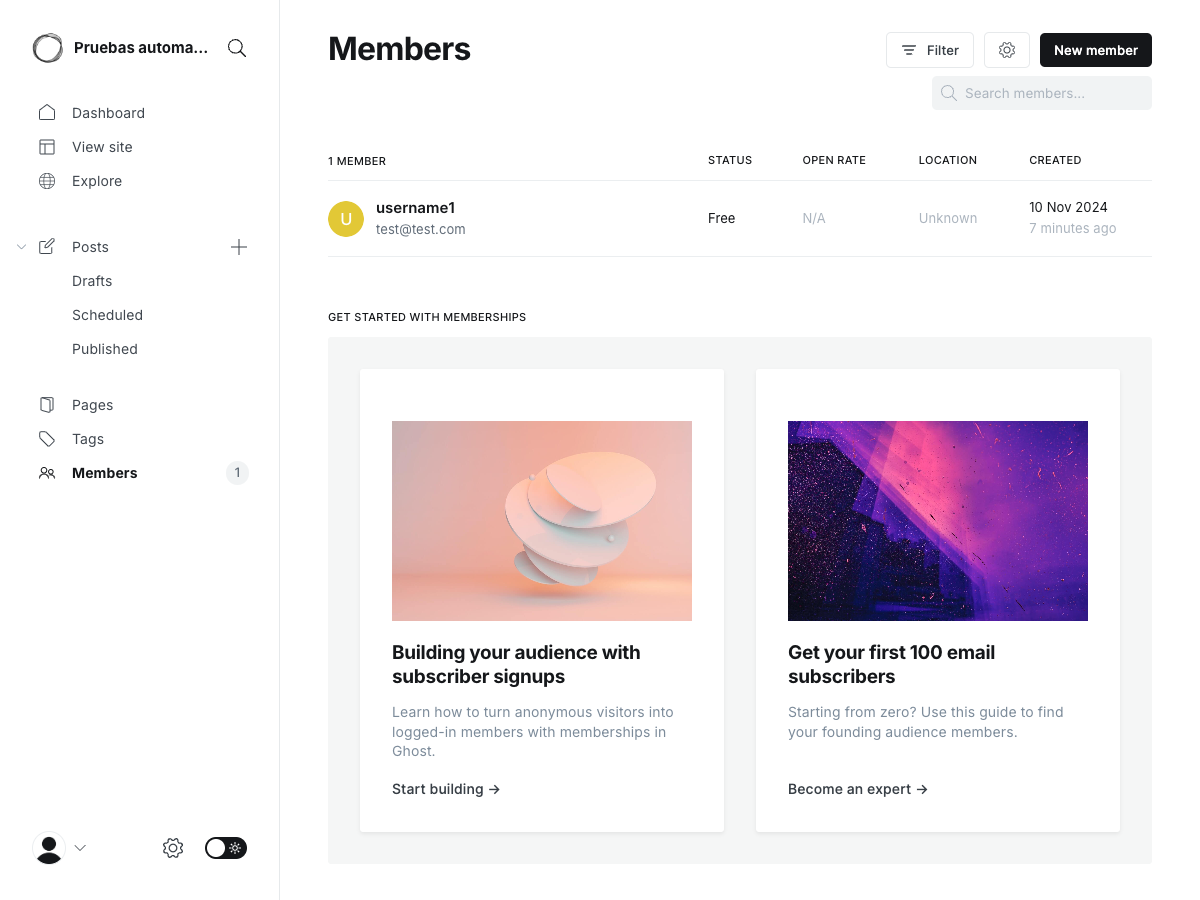 Pruebas automa...
Dashboard
View site
Explore
Posts
Drafts
Scheduled
Published
Pages
Tags
Members
1
Members
Filter
New member
Search members...
1 MEMBER STATUS OPEN RATE LOCATION CREATED
U
username1
test@test.com
Free
N/A
Unknown
10 Nov 2024
7 minutes ago
GET STARTED WITH MEMBERSHIPS
Building your audience with
subscriber signups
Learn how to turn anonymous visitors into
logged-in members with memberships in
Ghost.
Start building →
Get your first 100 email
subscribers
Starting from zero? Use this guide to find
your founding audience members.
Become an expert →